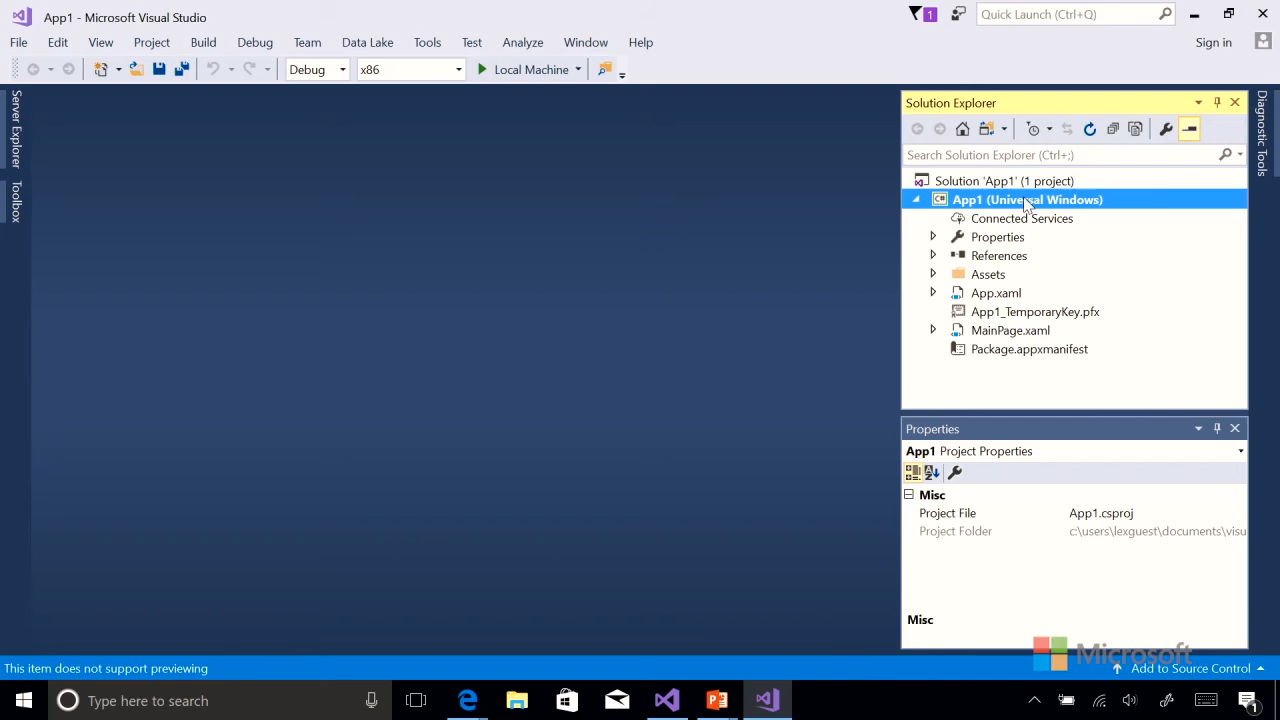 App1 - Microsoft Visual Studio
1
Quick Launch (Ctrl+Q)
File Edit View Project Build Debug Team Data Lake Tools Test Analyze Window Help
Sign in
Debug x86 Local Machine
Server Explorer
Toolbox
Solution Explorer
Search Solution Explorer (Ctrl+;)
Solution 'App1' (1 project)
C# App1 (Universal Windows)
Connected Services
Properties
References
Assets
App.xaml
App1_TemporaryKey.pfx
MainPage.xaml
Package.appxmanifest
Diagnostic Tools
Properties
App1 Project Properties
Misc
Project File App1.csproj
Project Folder c:\users\lexguest\documents\visu
Misc
Microsoft
This item does not support previewing
Add to Source Control
Type here to search
1